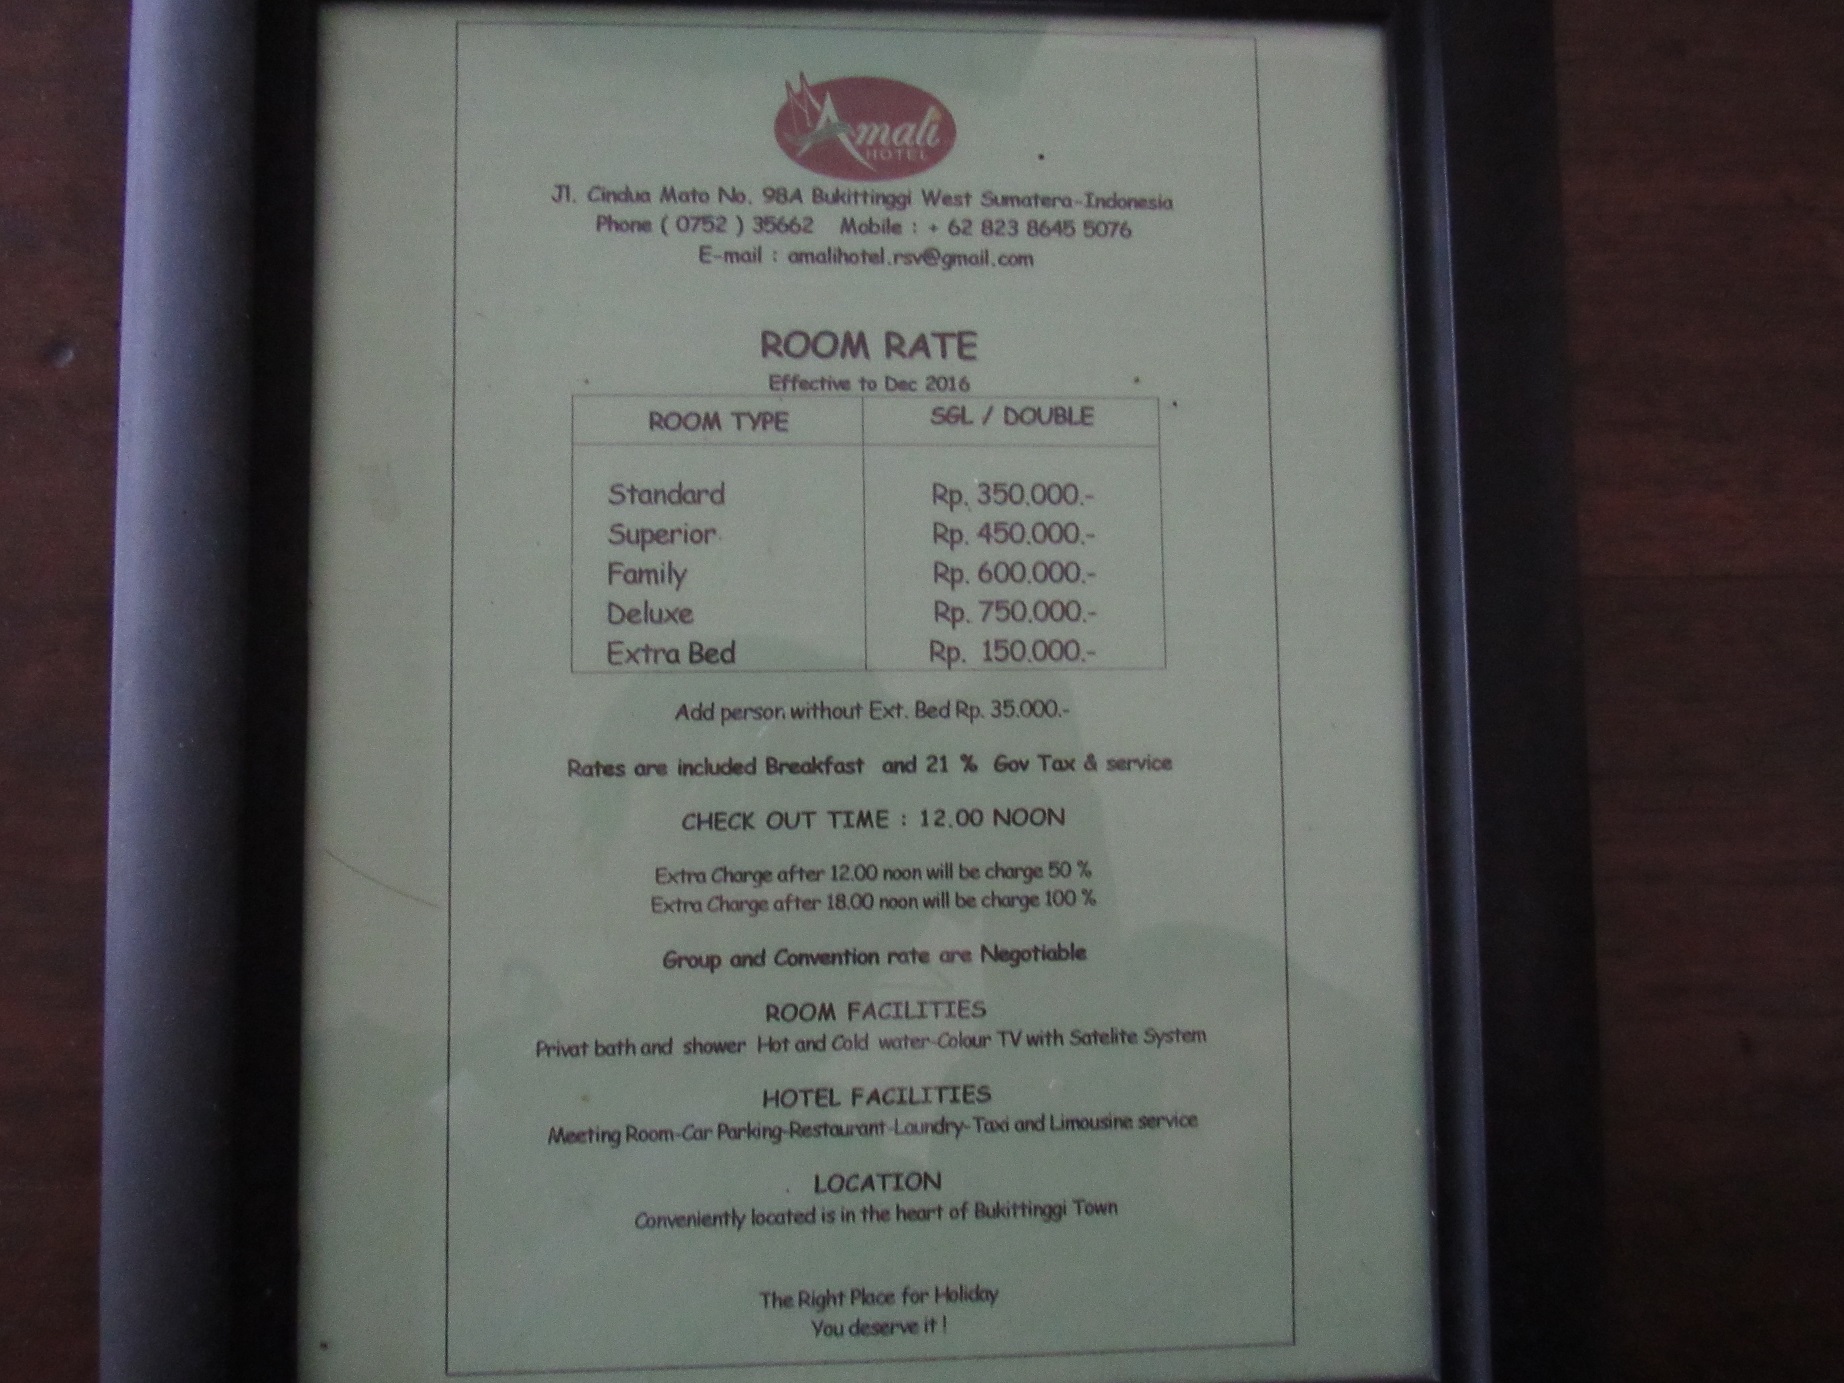 Amali
HOTEL
Jl. Cindua Mato No. 98A Bukittinggi West Sumatera-Indonesia
Phone ( 0752 ) 35662 Mobile : + 62 823 8645 5076
E-mail : amalihotel.rsv@gmail.com
ROOM RATE
Effective to Dec 2016
ROOM TYPE SGL / DOUBLE
Standard Rp. 350.000.-
Superior Rp. 450.000.-
Family Rp. 600.000.-
Deluxe Rp. 750.000.-
Extra Bed Rp. 150.000.-
Add person without Ext. Bed Rp. 35.000.-
Rates are included Breakfast and 21 % Gov Tax & service
CHECK OUT TIME : 12.00 NOON
Extra Charge after 12.00 noon will be charge 50 %
Extra Charge after 18.00 noon will be charge 100 %
Group and Convention rate are Negotiable
ROOM FACILITIES
Privat bath and shower Hot and Cold water-Colour TV with Satelite System
HOTEL FACILITIES
Meeting Room-Car Parking-Restaurant-Laundry-Taxi and Limousine service
LOCATION
Conveniently located is in the heart of Bukittinggi Town
The Right Place for Holiday
You deserve it !